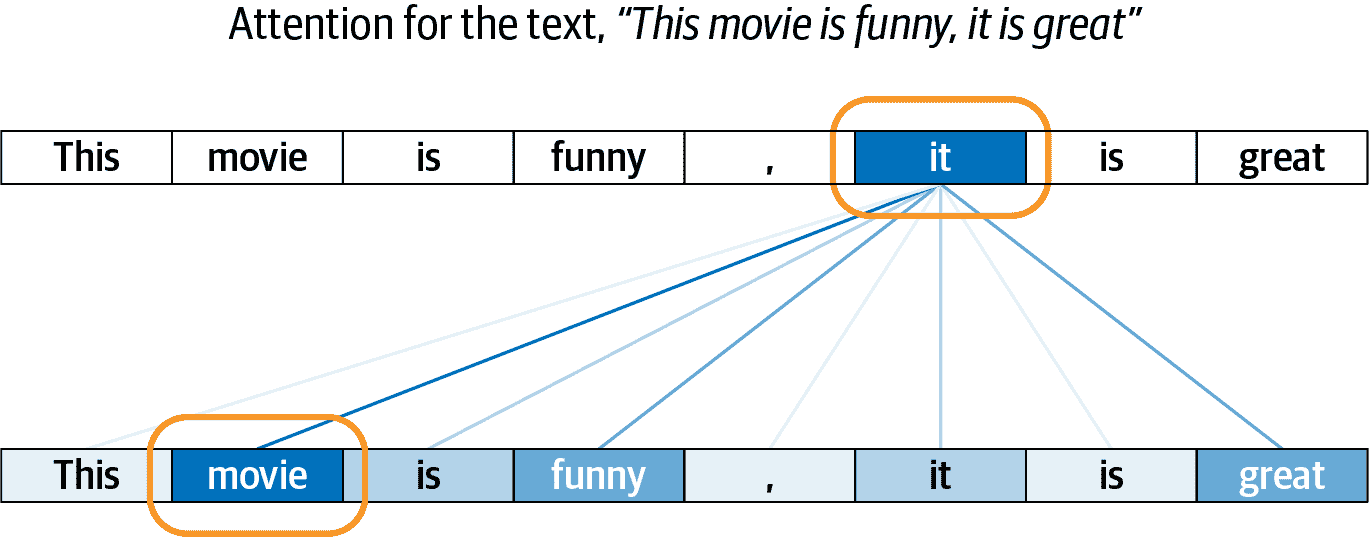 Attention for the text, “This movie is funny, it is great”
This movie is funny , it is great
This movie is funny , it is great